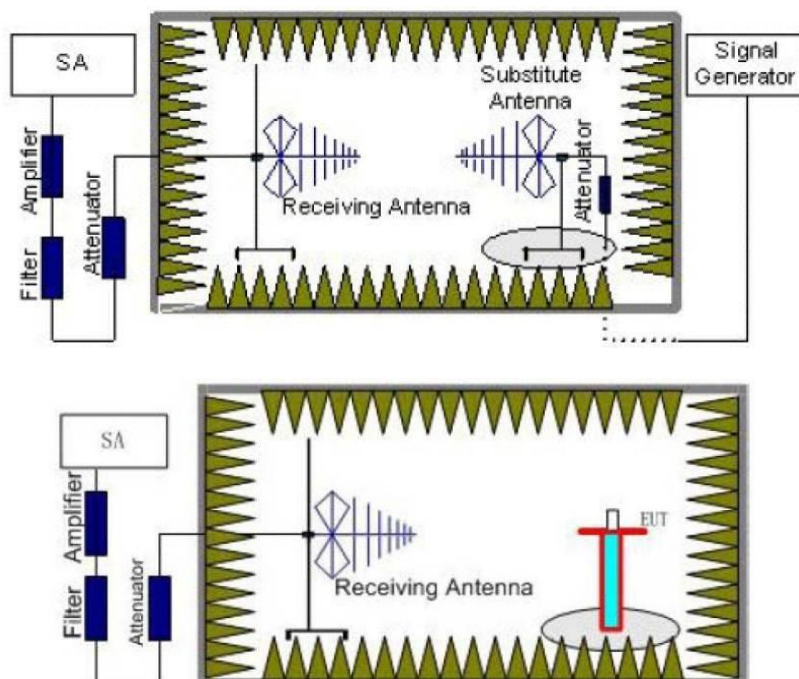 SA
Signal
Generator
Substitute
Antenna
Amplifier
Attenuator
Attenuator
Receiving Antenna
Filter
SA
Amplifier
EUT
Filter
Attenuator
Receiving Antenna